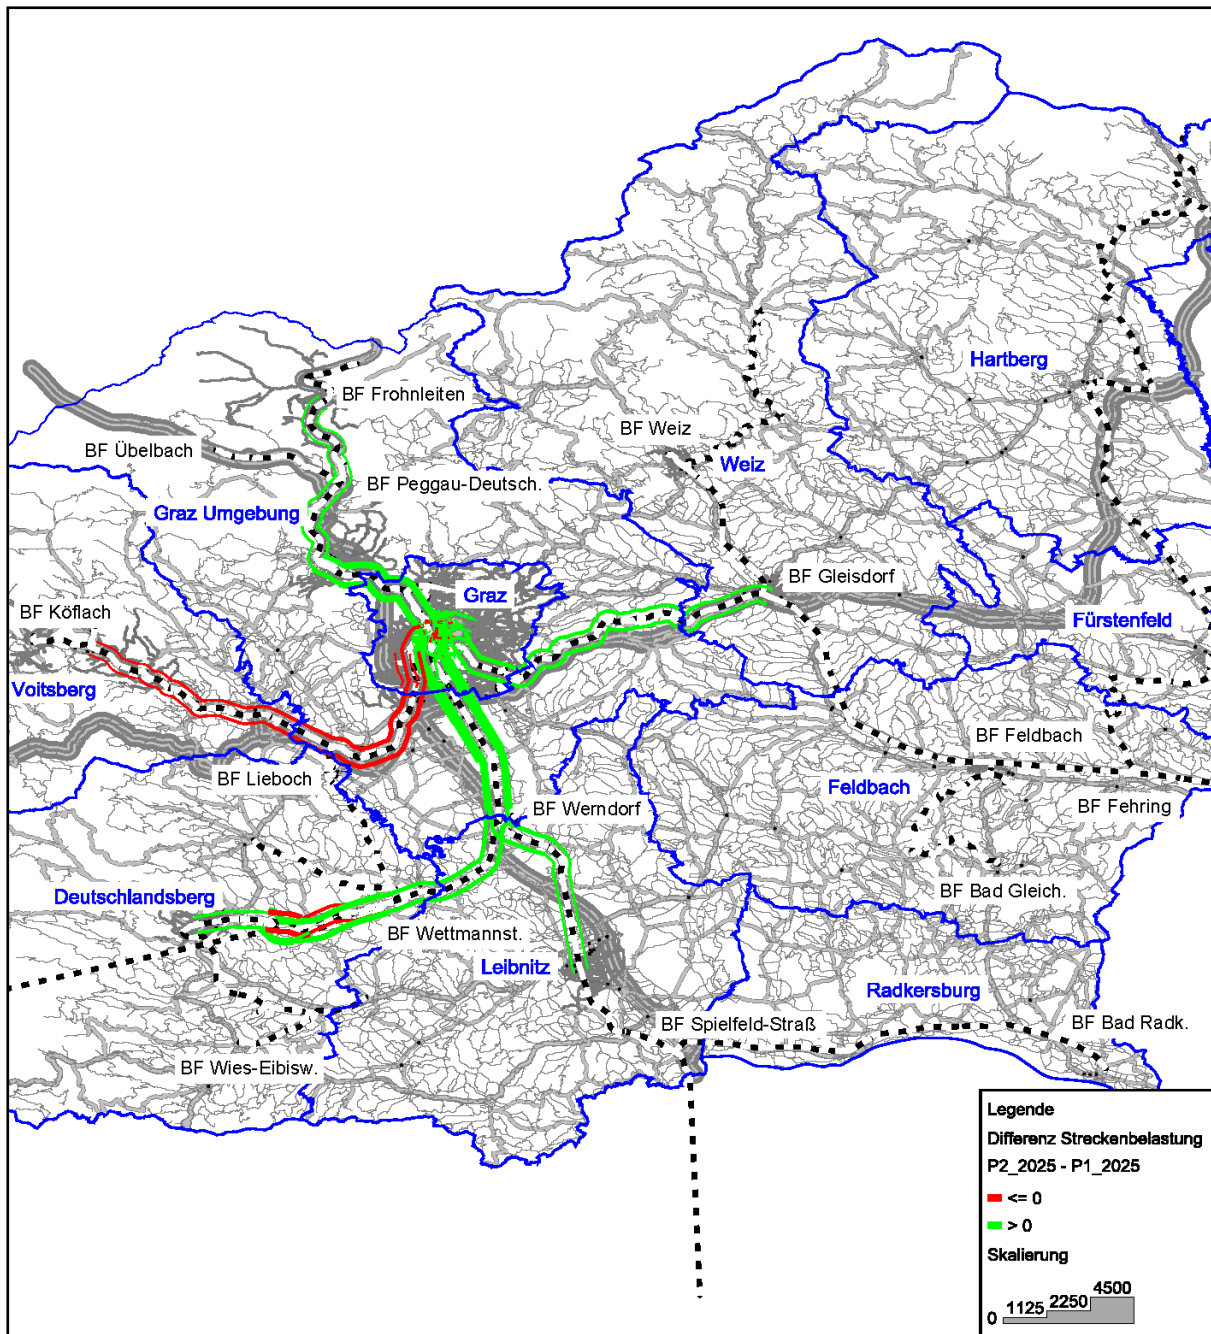 Hartberg
BF Frohnleiten
BF Weiz
BF Übelbach
Weiz
BF Peggau-Deutsch.
Graz Umgebung
BF Gleisdorf
Graz
BF Köflach
Fürstenfeld
Voitsberg
BF Feldbach
BF Lieboch
Feldbach
BF Werndorf
BF Fehring
Deutschlandsberg
BF Bad Gleich.
BF Wettmannst.
Leibnitz
Radkersburg
BF Spielfeld-Straß
BF Bad Radk.
BF Wies-Eibisw.
Legende
Differenz Streckenbelastung
P2_2025 - P1_2025
<= 0
> 0
Skalierung
0 1125 2250 4500